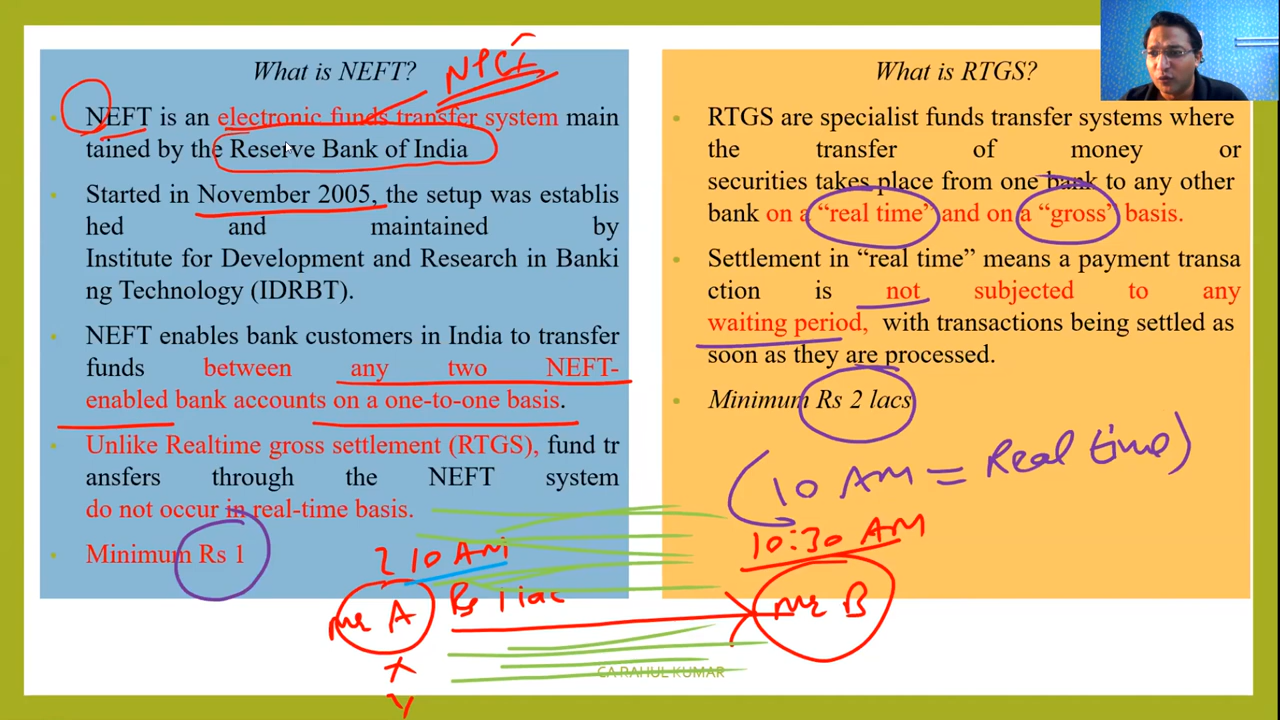 What is NEFT?
NPCI
NEFT is an electronic funds transfer system main
tained by the Reserve Bank of India
Started in November 2005, the setup was establis
hed and maintained by
Institute for Development and Research in Banki
ng Technology (IDRBT).
NEFT enables bank customers in India to transfer
funds between any two NEFT-
enabled bank accounts on a one-to-one basis.
Unlike Realtime gross settlement (RTGS), fund tr
ansfers through the NEFT system
do not occur in real-time basis.
Minimum Rs 1
What is RTGS?
RTGS are specialist funds transfer systems where
the transfer of money or
securities takes place from one bank to any other
bank on a “real time” and on a “gross” basis.
Settlement in “real time” means a payment transa
ction is not subjected to any
waiting period, with transactions being settled as
soon as they are processed.
Minimum Rs 2 lacs
(10 AM = Real time)
10 AM
10:30 AM
Mr A
Rs 1 lac
Mr B
X
Y
CA RAHUL KUMAR